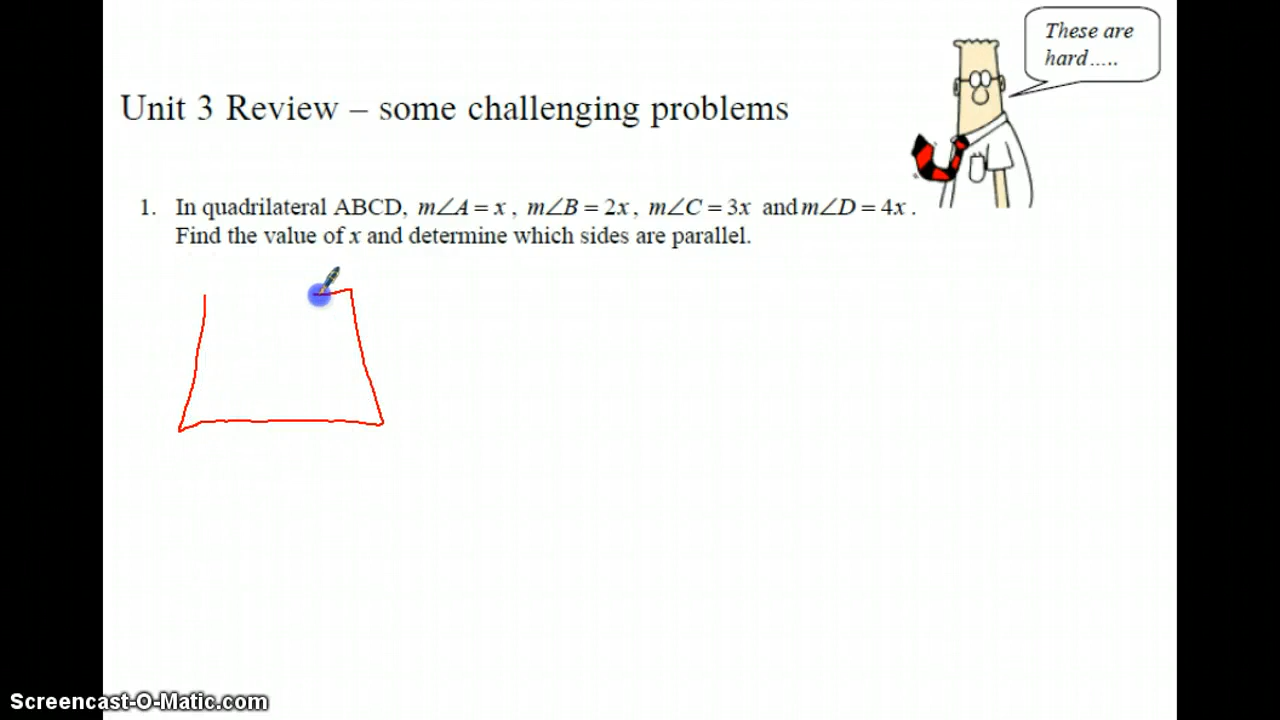 These are
hard.....
Unit 3 Review – some challenging problems
1. In quadrilateral ABCD, m∠A = x, m∠B = 2x, m∠C = 3x and m∠D = 4x.
Find the value of x and determine which sides are parallel.
Screencast-O-Matic.com